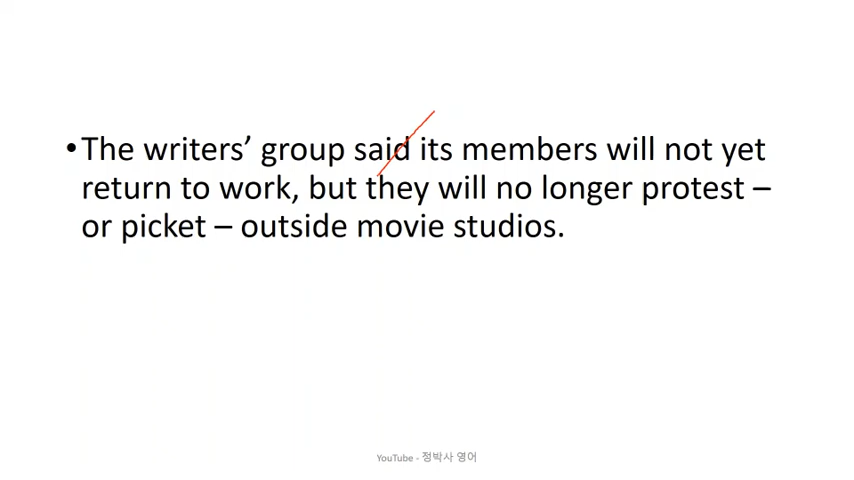 •The writers’ group said its members will not yet
return to work, but they will no longer protest –
or picket – outside movie studios.
YouTube - 정박사 영어